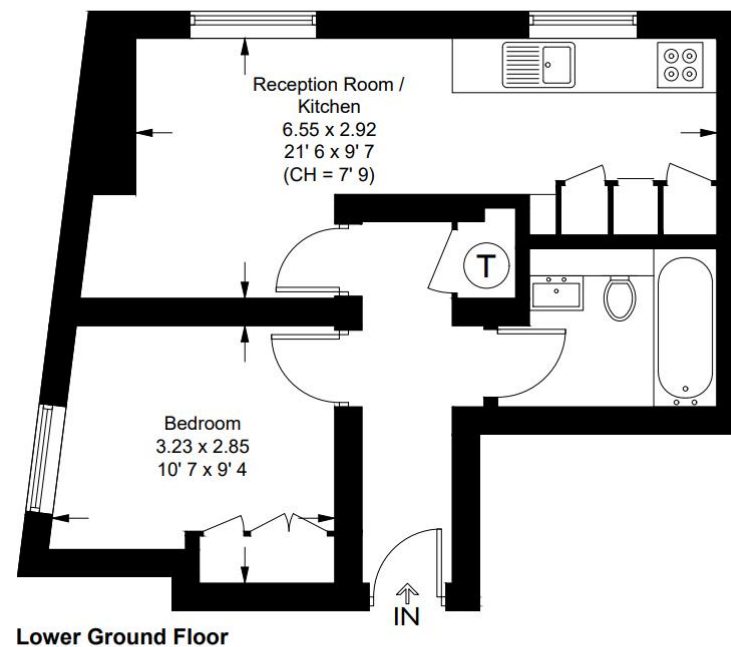 Reception Room /
Kitchen
6.55 x 2.92
21' 6 x 9' 7
(CH = 7' 9)
T
Bedroom
3.23 x 2.85
10' 7 x 9' 4
IN
Lower Ground Floor